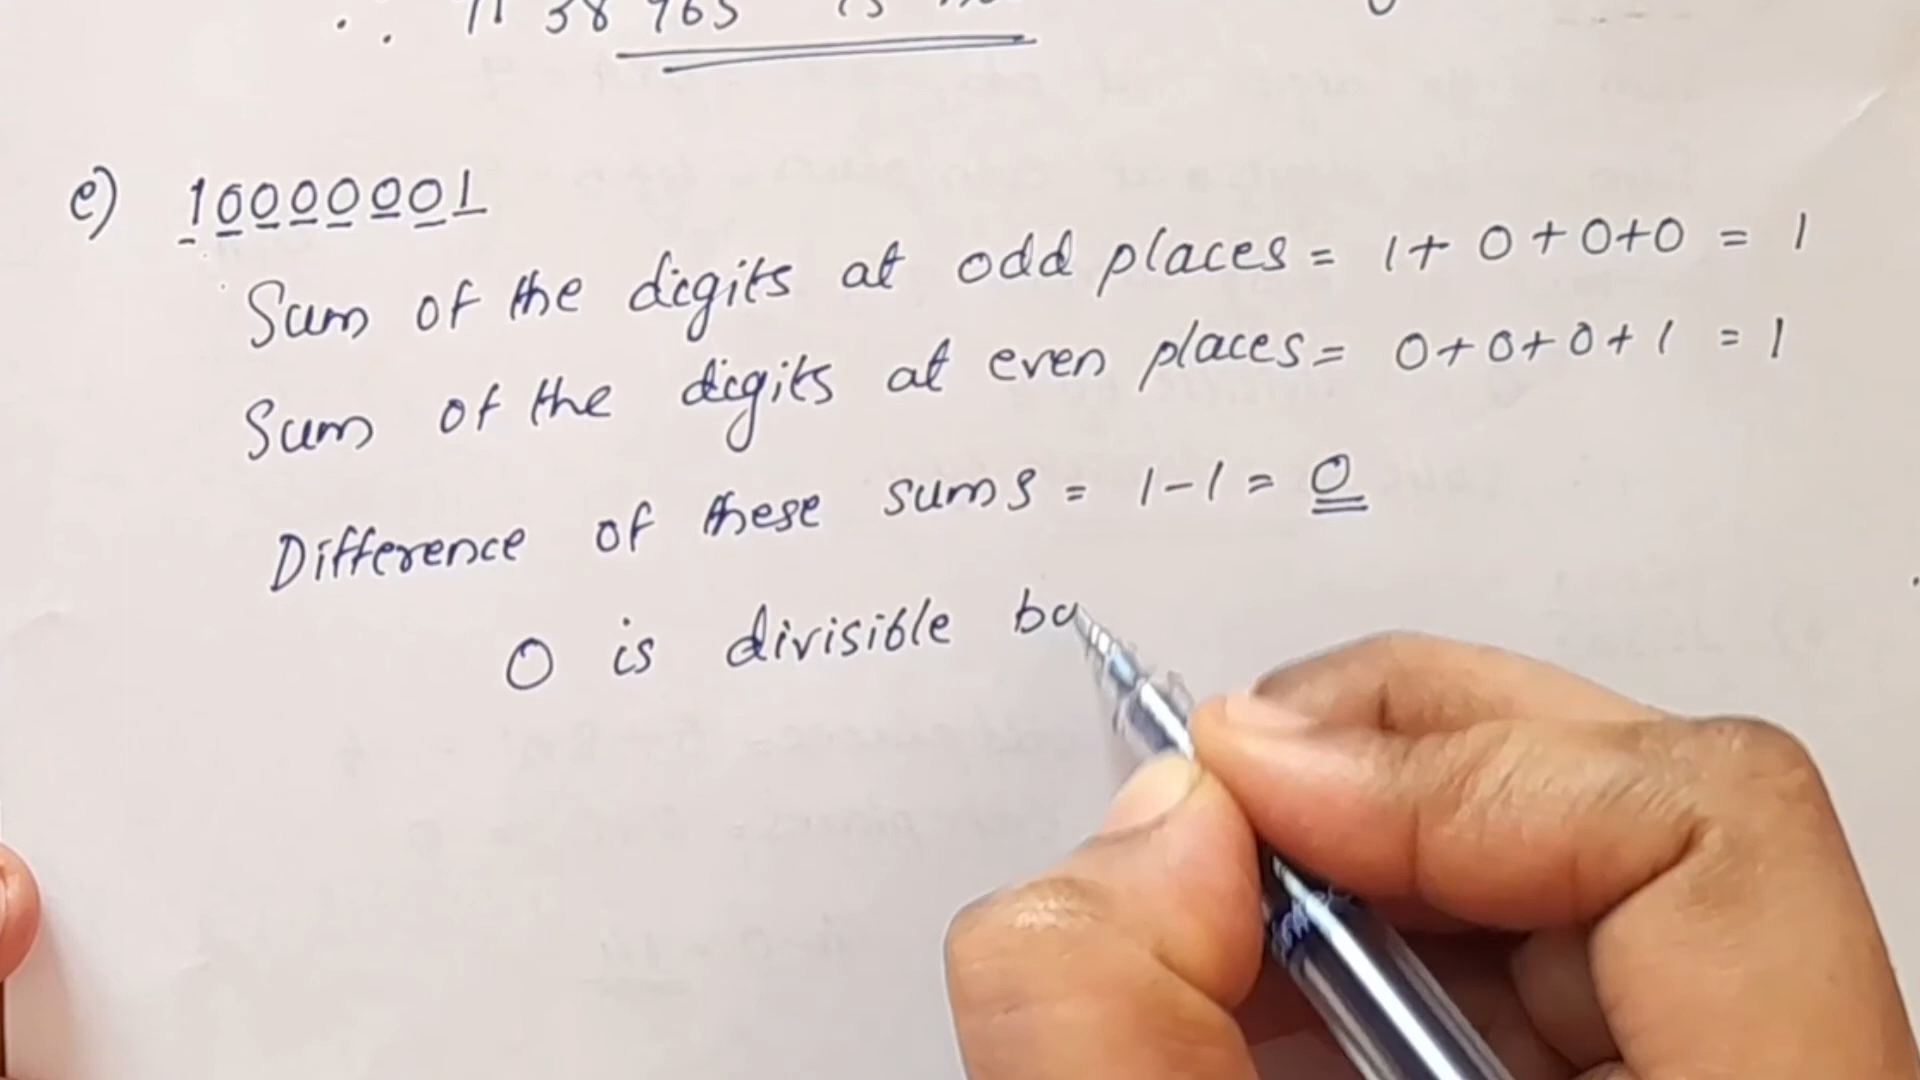 e) 10000001
Sum of the digits at odd places = 1 + 0 + 0 + 0 = 1
Sum of the digits at even places = 0 + 0 + 0 + 1 = 1
Difference of these sums = 1 - 1 = 0
0 is divisible